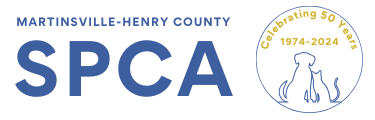 MARTINSVILLE-HENRY COUNTY
SPCA
Celebrating 50 Years
1974-2024